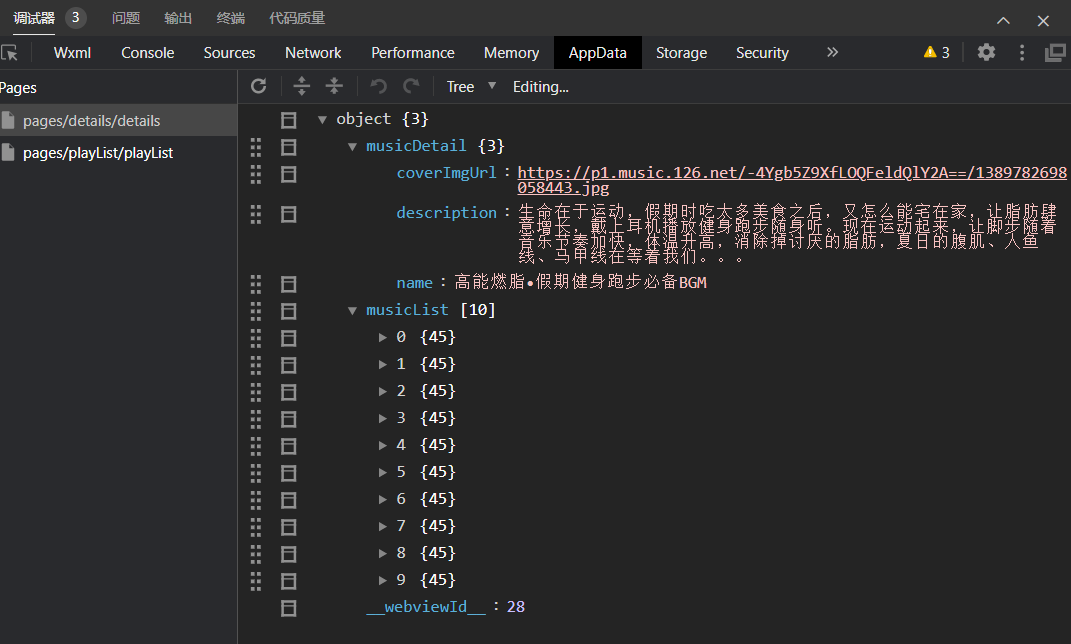 调试器 3 问题 输出 终端 代码质量
Wxml Console Sources Network Performance Memory AppData Storage Security » 3
Pages
Tree Editing...
pages/details/details
pages/playList/playList
object {3}
musicDetail {3}
coverImgUrl : https://p1.music.126.net/-4Ygb5Z9XfLOQFeldQlY2A==/1389782698
058443.jpg
description : 生命在于运动，假期时吃太多美食之后，又怎么能宅在家，让脂肪肆
意增长，戴上耳机播放健身跑步随身听。现在运动起来，让脚步随着
音乐节奏加快，体温升高，消除掉讨厌的脂肪，夏日的腹肌、人鱼
线、马甲线在等着我们。。。
name : 高能燃脂•假期健身跑步必备BGM
musicList [10]
0 {45}
1 {45}
2 {45}
3 {45}
4 {45}
5 {45}
6 {45}
7 {45}
8 {45}
9 {45}
__webviewId__ : 28